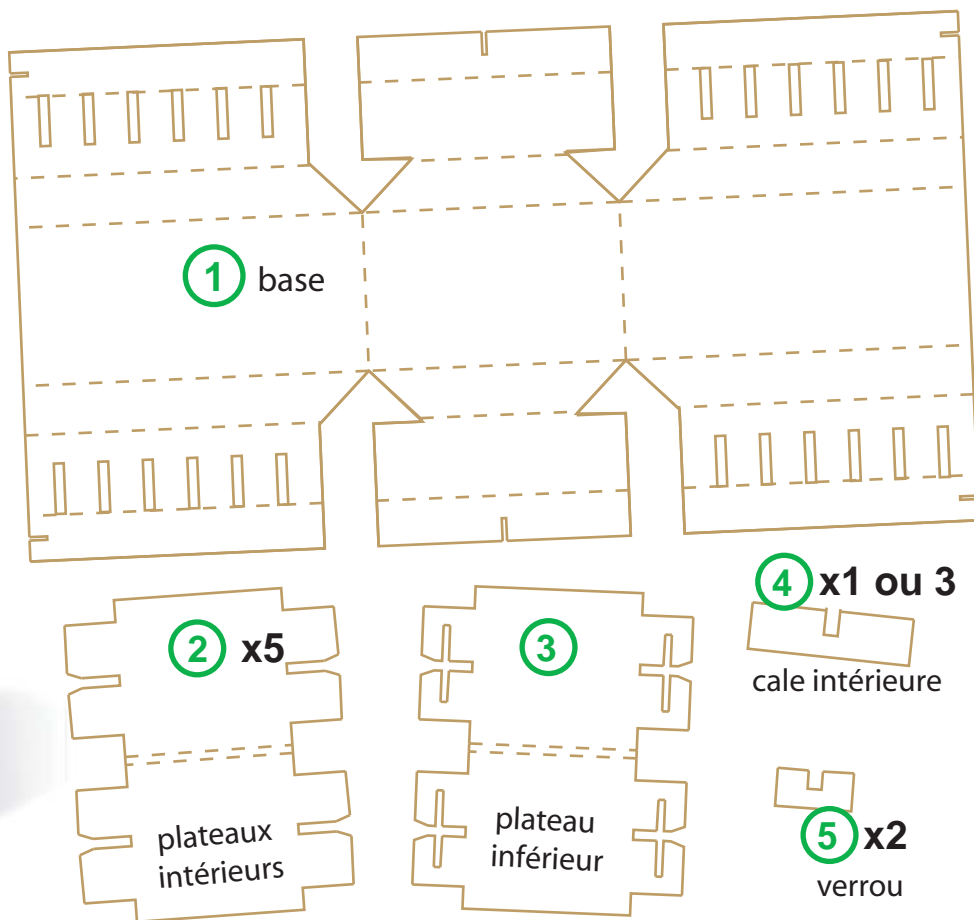 1 base
4 x1 ou 3
cale intérieure
2 x5
plateaux
intérieurs
3
plateau
inférieur
5 x2
verrou